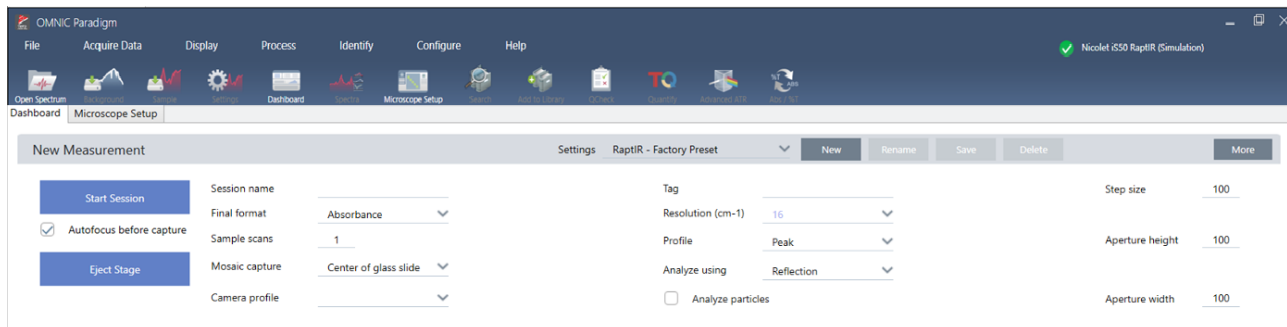 OMNIC Paradigm
File Acquire Data Display Process Identify Configure Help
Nicolet iS50 RaptIR (Simulation)
Open Spectrum Background Sample Settings Dashboard Spectra Microscope Setup Search Add to Library QCheck TQ Quantify Advanced ATR %T ABS Abs / %T
Dashboard Microscope Setup
New Measurement Settings RaptIR - Factory Preset New Rename Save Delete More
Start Session Session name Tag Step size 100
Final format Absorbance Resolution (cm-1) 16
Autofocus before capture Sample scans 1 Profile Peak Aperture height 100
Eject Stage Mosaic capture Center of glass slide Analyze using Reflection
Camera profile Analyze particles Aperture width 100